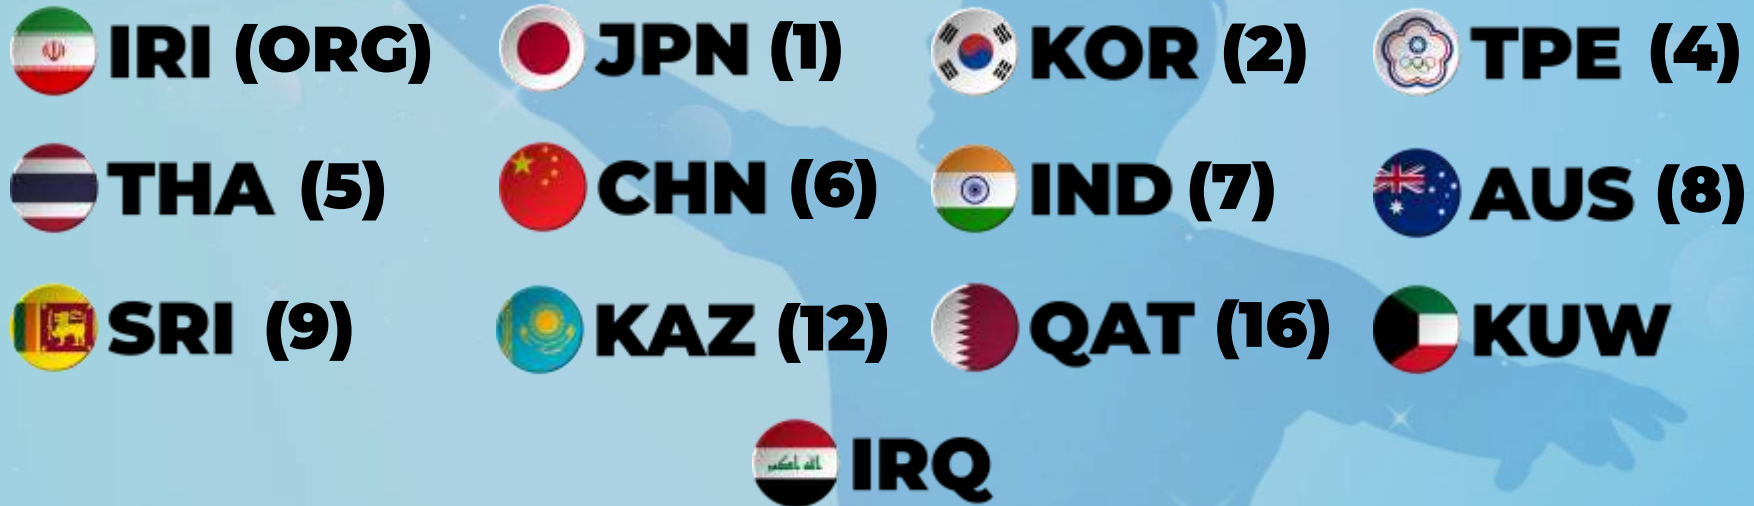 IRI (ORG) JPN (1) KOR (2) TPE (4)
THA (5) CHN (6) IND (7) AUS (8)
SRI (9) KAZ (12) QAT (16) KUW
IRQ